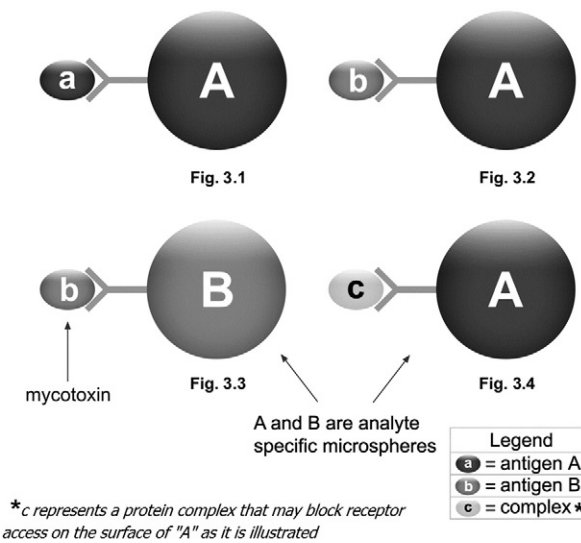 a A
b A
Fig. 3.1 Fig. 3.2
b B
c A
Fig. 3.3 Fig. 3.4
mycotoxin
A and B are analyte
specific microspheres
Legend
a = antigen A
b = antigen B
c = complex *
*c represents a protein complex that may block receptor
access on the surface of "A" as it is illustrated